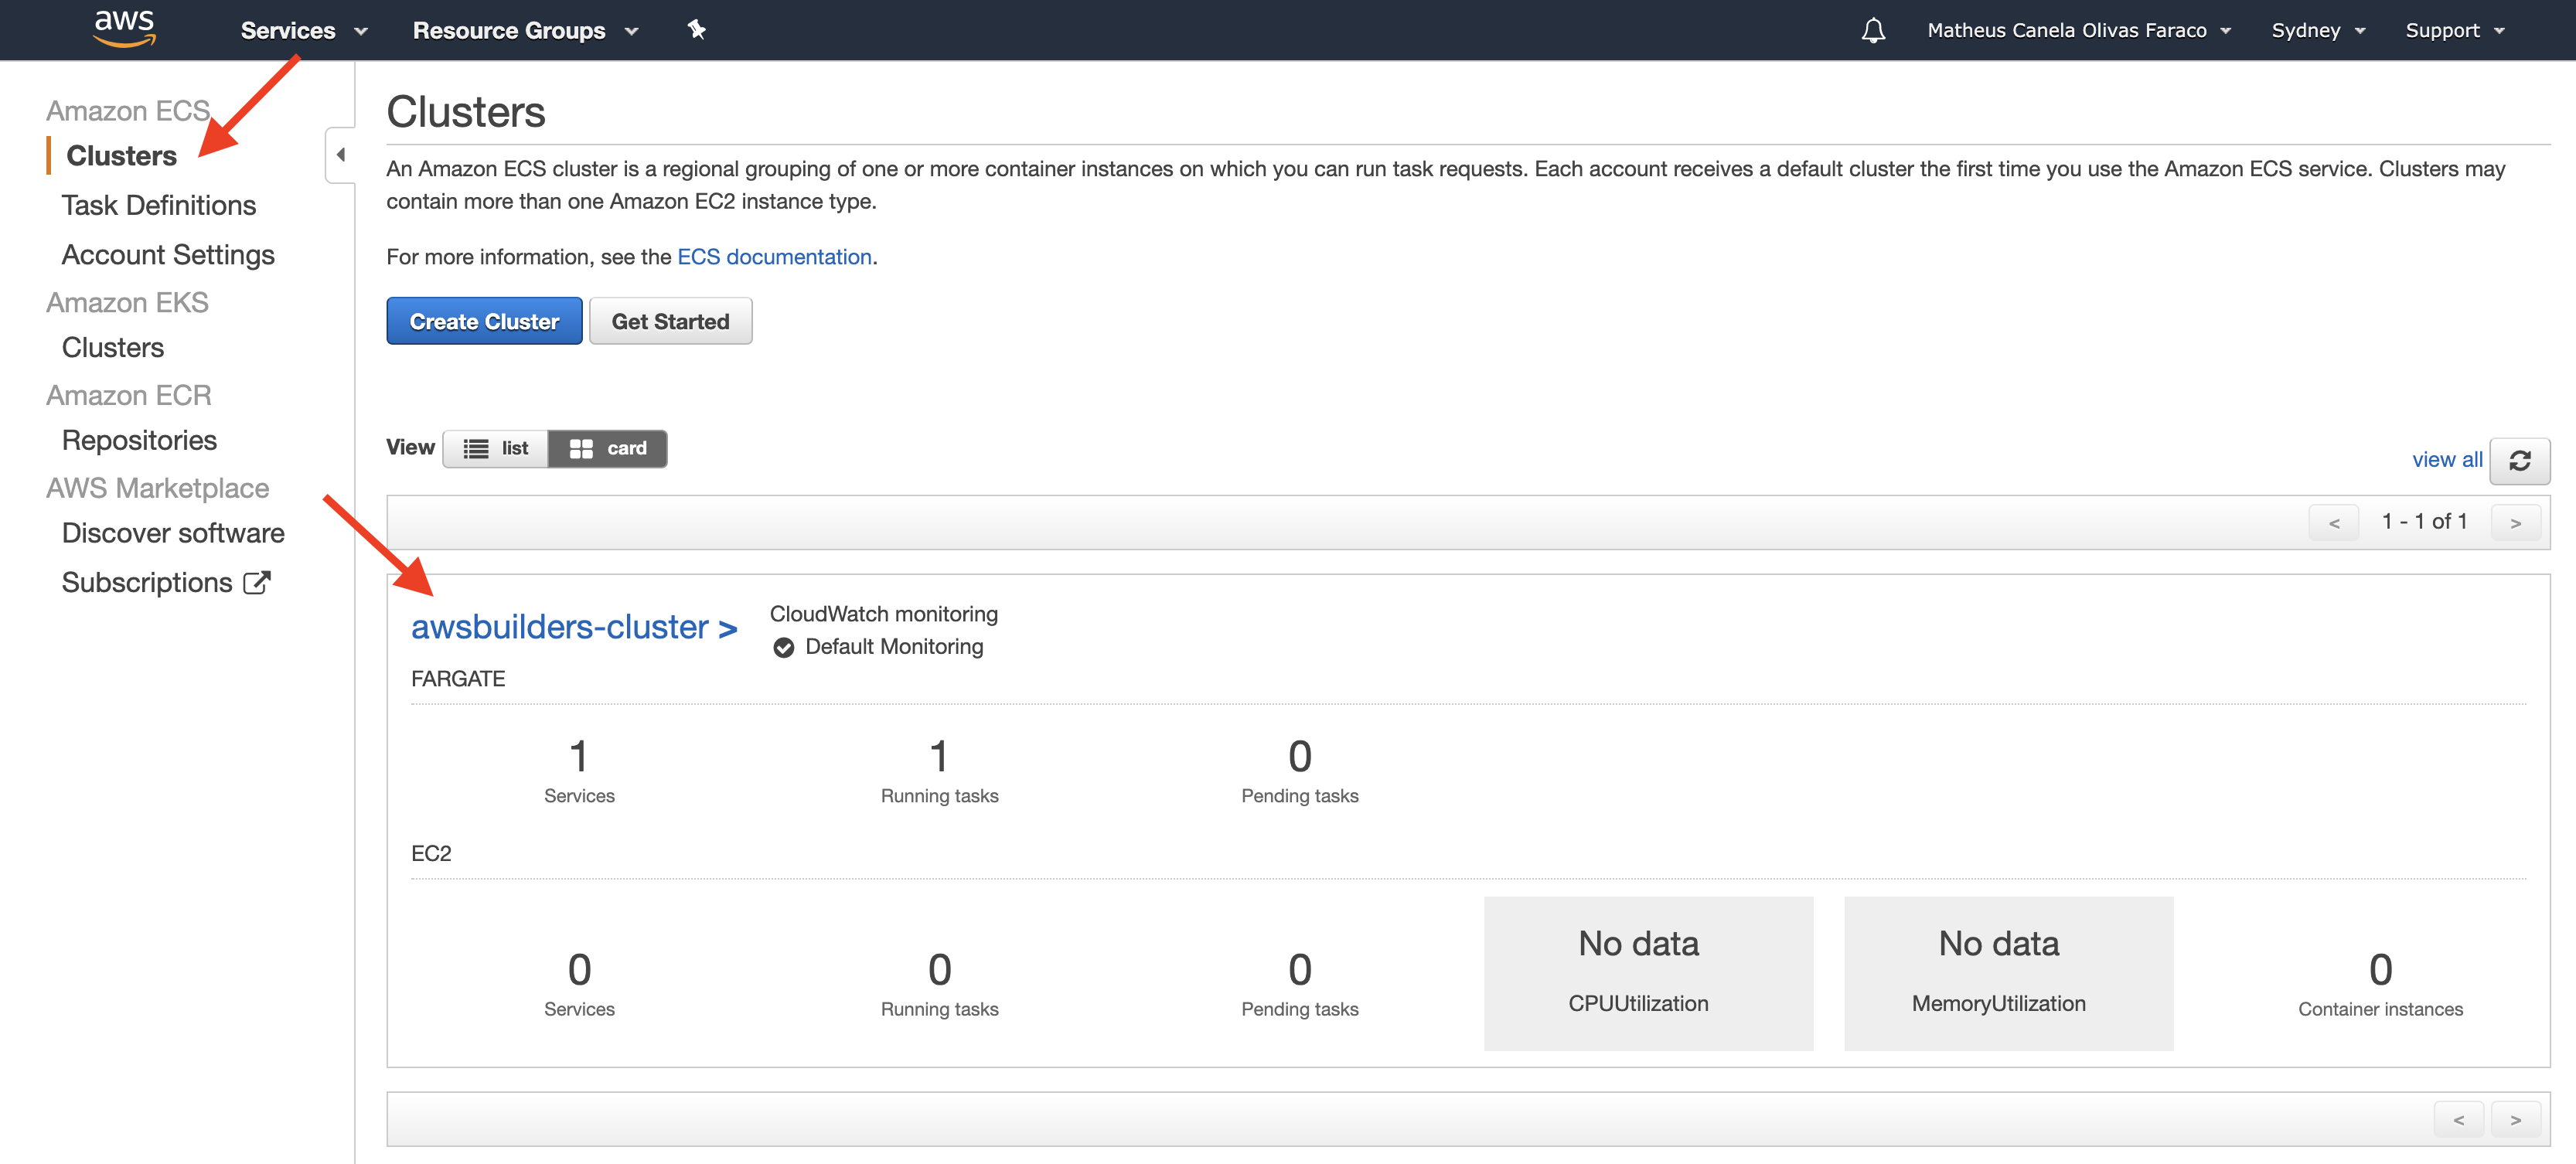 aws
Services
Resource Groups
Matheus Canela Olivas Faraco
Sydney
Support
Amazon ECS
Clusters
Task Definitions
Account Settings
Amazon EKS
Clusters
Amazon ECR
Repositories
AWS Marketplace
Discover software
Subscriptions
Clusters
An Amazon ECS cluster is a regional grouping of one or more container instances on which you can run task requests. Each account receives a default cluster the first time you use the Amazon ECS service. Clusters may
contain more than one Amazon EC2 instance type.
For more information, see the ECS documentation.
Create Cluster
Get Started
View
list
card
view all
< 1 - 1 of 1 >
awsbuilders-cluster >
CloudWatch monitoring
Default Monitoring
FARGATE
1
Services
1
Running tasks
0
Pending tasks
EC2
0
Services
0
Running tasks
0
Pending tasks
No data
CPUUtilization
No data
MemoryUtilization
0
Container instances
< >